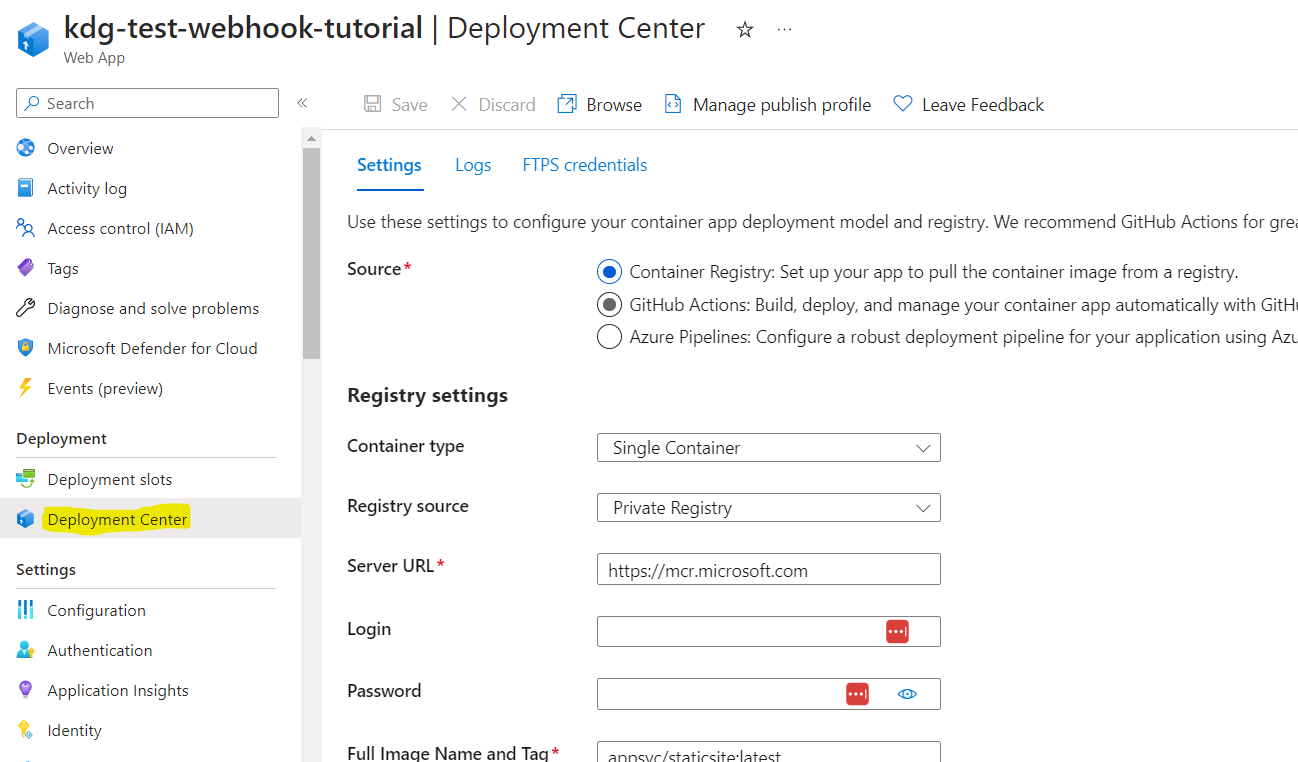 kdg-test-webhook-tutorial | Deployment Center
Web App
Search
Overview
Activity log
Access control (IAM)
Tags
Diagnose and solve problems
Microsoft Defender for Cloud
Events (preview)
Deployment
Deployment slots
Deployment Center
Settings
Configuration
Authentication
Application Insights
Identity
Save Discard Browse Manage publish profile Leave Feedback
Settings Logs FTPS credentials
Use these settings to configure your container app deployment model and registry. We recommend GitHub Actions for grea
Source*
Container Registry: Set up your app to pull the container image from a registry.
GitHub Actions: Build, deploy, and manage your container app automatically with GitHu
Azure Pipelines: Configure a robust deployment pipeline for your application using Azu
Registry settings
Container type Single Container
Registry source Private Registry
Server URL* https://mcr.microsoft.com
Login
Password
Full Image Name and Tag* appsvc/staticsite:latest